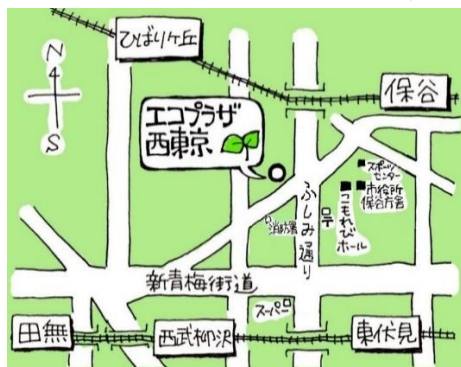 ひばりケ丘
N
S
保谷
エコプラザ
西東京
スポーツ
センター
市役所
保谷庁舎
こもれび
ホール
〒
消防署
ふしみ通り
新青梅街道
スーパー
田無
西武柳沢
東伏見